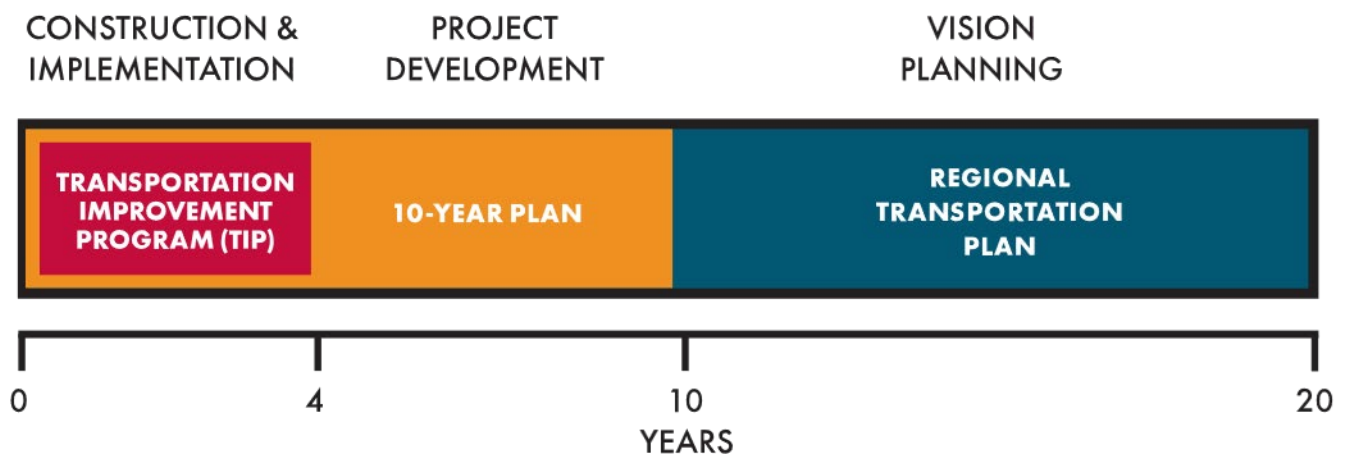 CONSTRUCTION &
IMPLEMENTATION
PROJECT
DEVELOPMENT
VISION
PLANNING
TRANSPORTATION
IMPROVEMENT
PROGRAM (TIP)
10-YEAR PLAN
REGIONAL
TRANSPORTATION
PLAN
0
4
10
20
YEARS